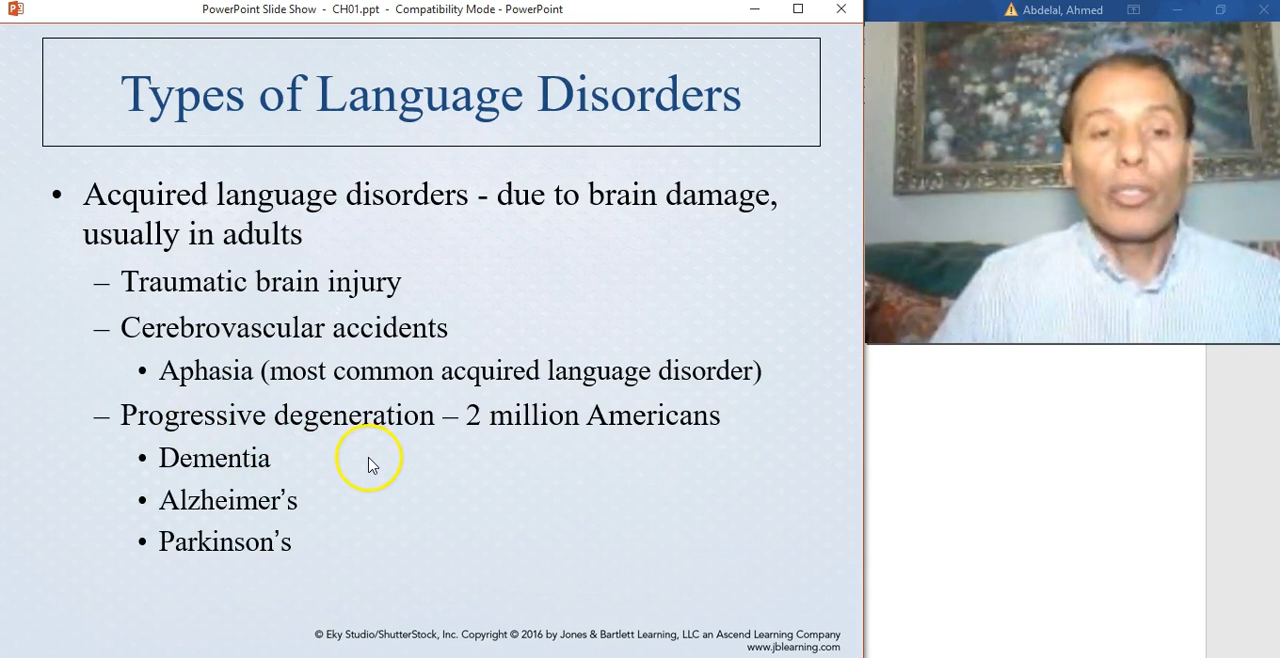 PowerPoint Slide Show - CH01.ppt - Compatibility Mode - PowerPoint
Abdelal, Ahmed
Types of Language Disorders
• Acquired language disorders - due to brain damage,
usually in adults
– Traumatic brain injury
– Cerebrovascular accidents
• Aphasia (most common acquired language disorder)
– Progressive degeneration – 2 million Americans
• Dementia
• Alzheimer’s
• Parkinson’s
© Eky Studio/ShutterStock, Inc. Copyright © 2016 by Jones & Bartlett Learning, LLC an Ascend Learning Company
www.jblearning.com